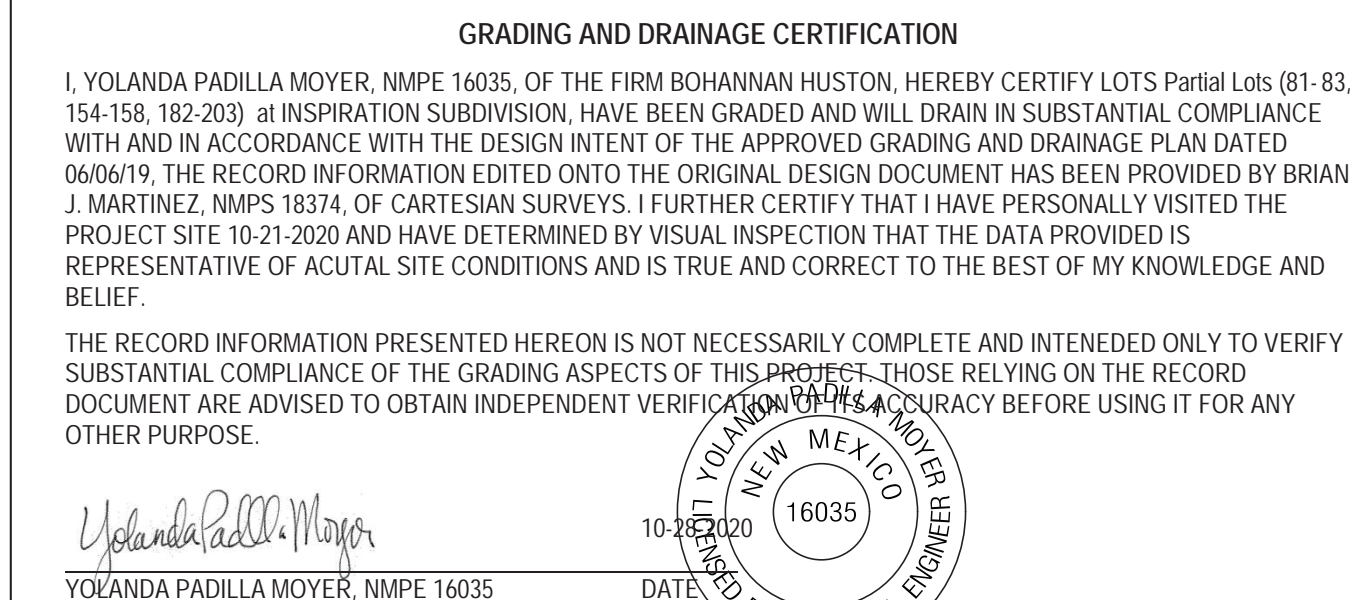 GRADING AND DRAINAGE CERTIFICATION
I, YOLANDA PADILLA MOYER, NMPE 16035, OF THE FIRM BOHANNAN HUSTON, HEREBY CERTIFY LOTS Partial Lots (81-83,
154-158, 182-203) at INSPIRATION SUBDIVISION, HAVE BEEN GRADED AND WILL DRAIN IN SUBSTANTIAL COMPLIANCE
WITH AND IN ACCORDANCE WITH THE DESIGN INTENT OF THE APPROVED GRADING AND DRAINAGE PLAN DATED
06/06/19, THE RECORD INFORMATION EDITED ONTO THE ORIGINAL DESIGN DOCUMENT HAS BEEN PROVIDED BY BRIAN
J. MARTINEZ, NMPS 18374, OF CARTESIAN SURVEYS. I FURTHER CERTIFY THAT I HAVE PERSONALLY VISITED THE
PROJECT SITE 10-21-2020 AND HAVE DETERMINED BY VISUAL INSPECTION THAT THE DATA PROVIDED IS
REPRESENTATIVE OF ACUTAL SITE CONDITIONS AND IS TRUE AND CORRECT TO THE BEST OF MY KNOWLEDGE AND
BELIEF.
THE RECORD INFORMATION PRESENTED HEREON IS NOT NECESSARILY COMPLETE AND INTENEDED ONLY TO VERIFY
SUBSTANTIAL COMPLIANCE OF THE GRADING ASPECTS OF THIS PROJECT. THOSE RELYING ON THE RECORD
DOCUMENT ARE ADVISED TO OBTAIN INDEPENDENT VERIFICATION OF ITS ACCURACY BEFORE USING IT FOR ANY
OTHER PURPOSE.
Yolanda Padilla Moyer
10-28-2020
YOLANDA PADILLA MOYER, NMPE 16035
DATE
YOLANDA PADILLA MOYER
NEW MEXICO
16035
LICENSED
ENGINEER